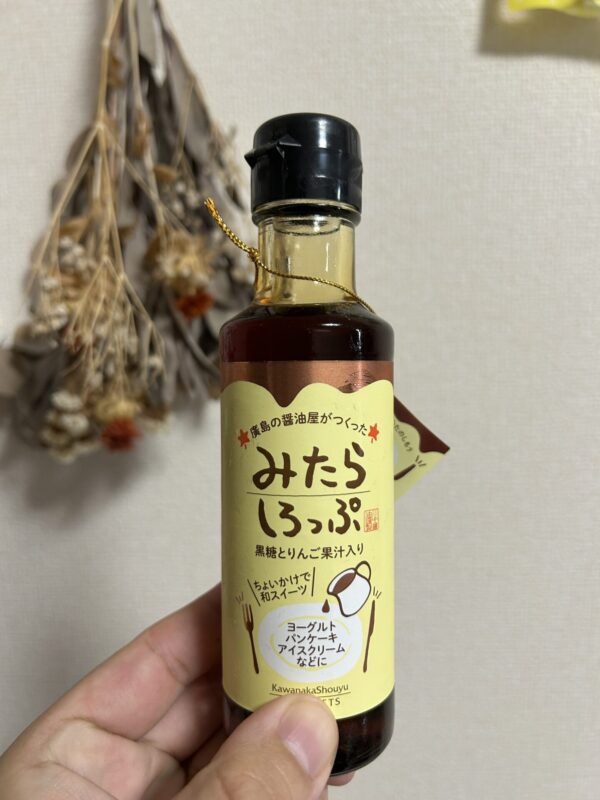 廣島の醤油屋がつくった
みたら
しろっぷ
黒糖とりんご果汁入り
ちょいかけで
和スイーツ
ヨーグルト
パンケーキ
アイスクリーム
などに
KawanakaShouyu